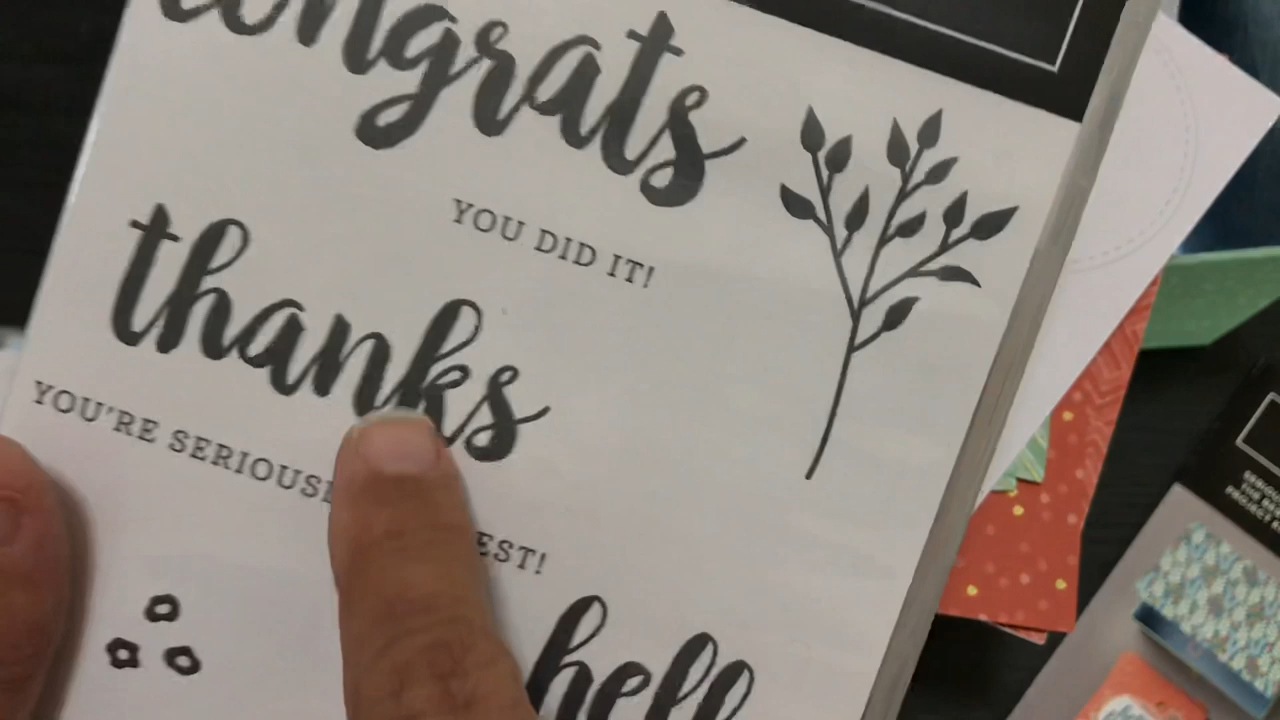 congrats
YOU DID IT!
thanks
YOU'RE SERIOUSL EST!
hell